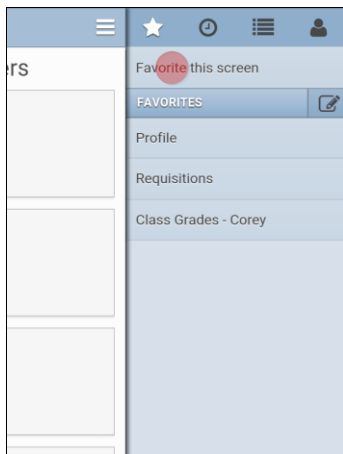 ers
Favorite this screen
FAVORITES
Profile
Requisitions
Class Grades - Corey